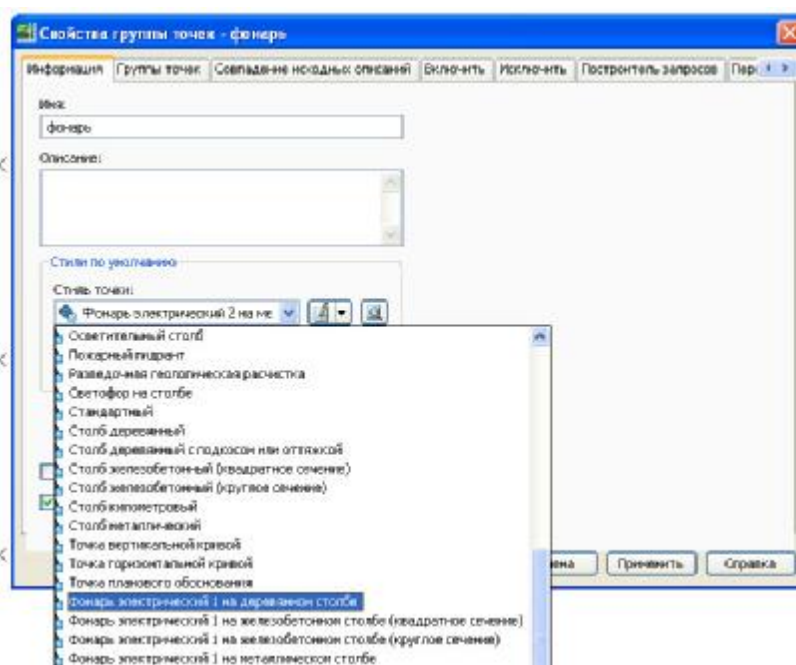 Свойства группы точек - фонарь
Информация Группы точек Совпадение исходных описаний Включить Исключить Построитель запросов Пер
Имя:
фонарь
Описание:
Стили по умолчанию
Стиль точки:
Фонарь электрический 2 на ме
Осветительный столб
Пожарный гидрант
Разведочная геологическая расчистка
Светофор на столбе
Стандартный
Столб деревянный
Столб деревянный с подкосом или оттяжкой
Столб железобетонный (квадратное сечение)
Столб железобетонный (круглое сечение)
Столб километровый
Столб металлический
Точка вертикальной кривой
Точка горизонтальной кривой
Точка планового обоснования
ена Применить Справка
Фонарь электрический 1 на деревянном столбе
Фонарь электрический 1 на железобетонном столбе (квадратное сечение)
Фонарь электрический 1 на железобетонном столбе (круглое сечение)
Фонарь электрический 1 на металлическом столбе